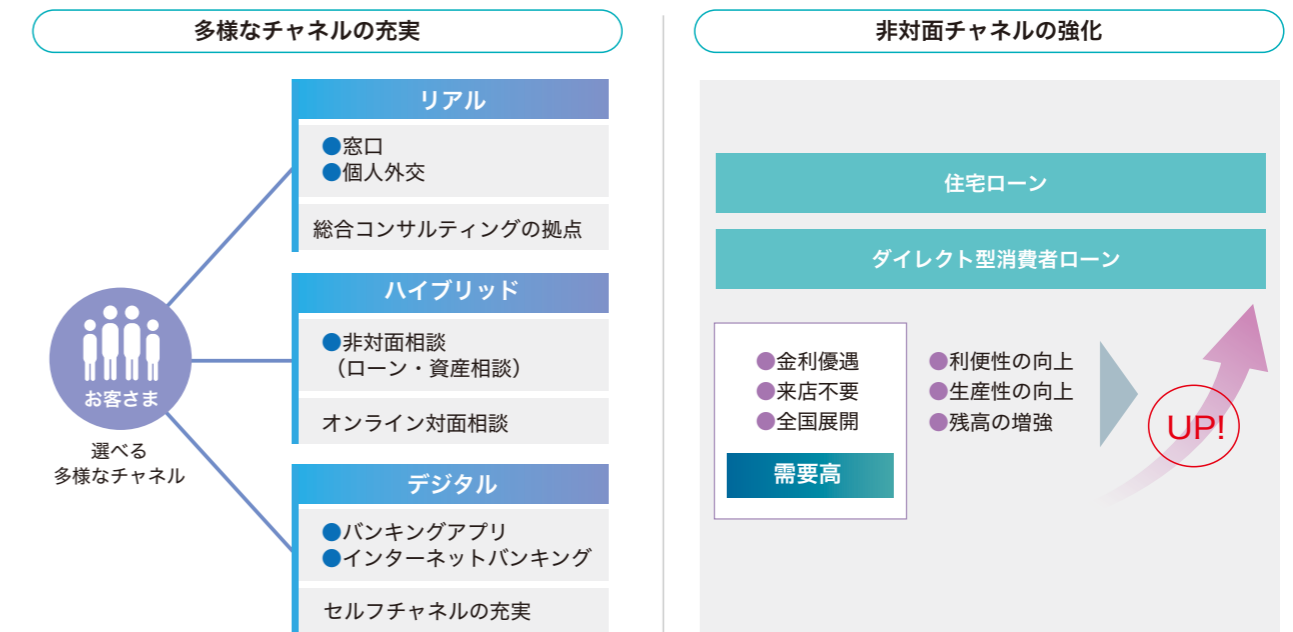 多様なチャネルの充実
リアル
●窓口
●個人外交
総合コンサルティングの拠点
ハイブリッド
●非対面相談
（ローン・資産相談）
オンライン対面相談
デジタル
●バンキングアプリ
●インターネットバンキング
セルフチャネルの充実
お客さま
選べる
多様なチャネル
非対面チャネルの強化
住宅ローン
ダイレクト型消費者ローン
●金利優遇
●来店不要
●全国展開
需要高
●利便性の向上
●生産性の向上
●残高の増強
UP!